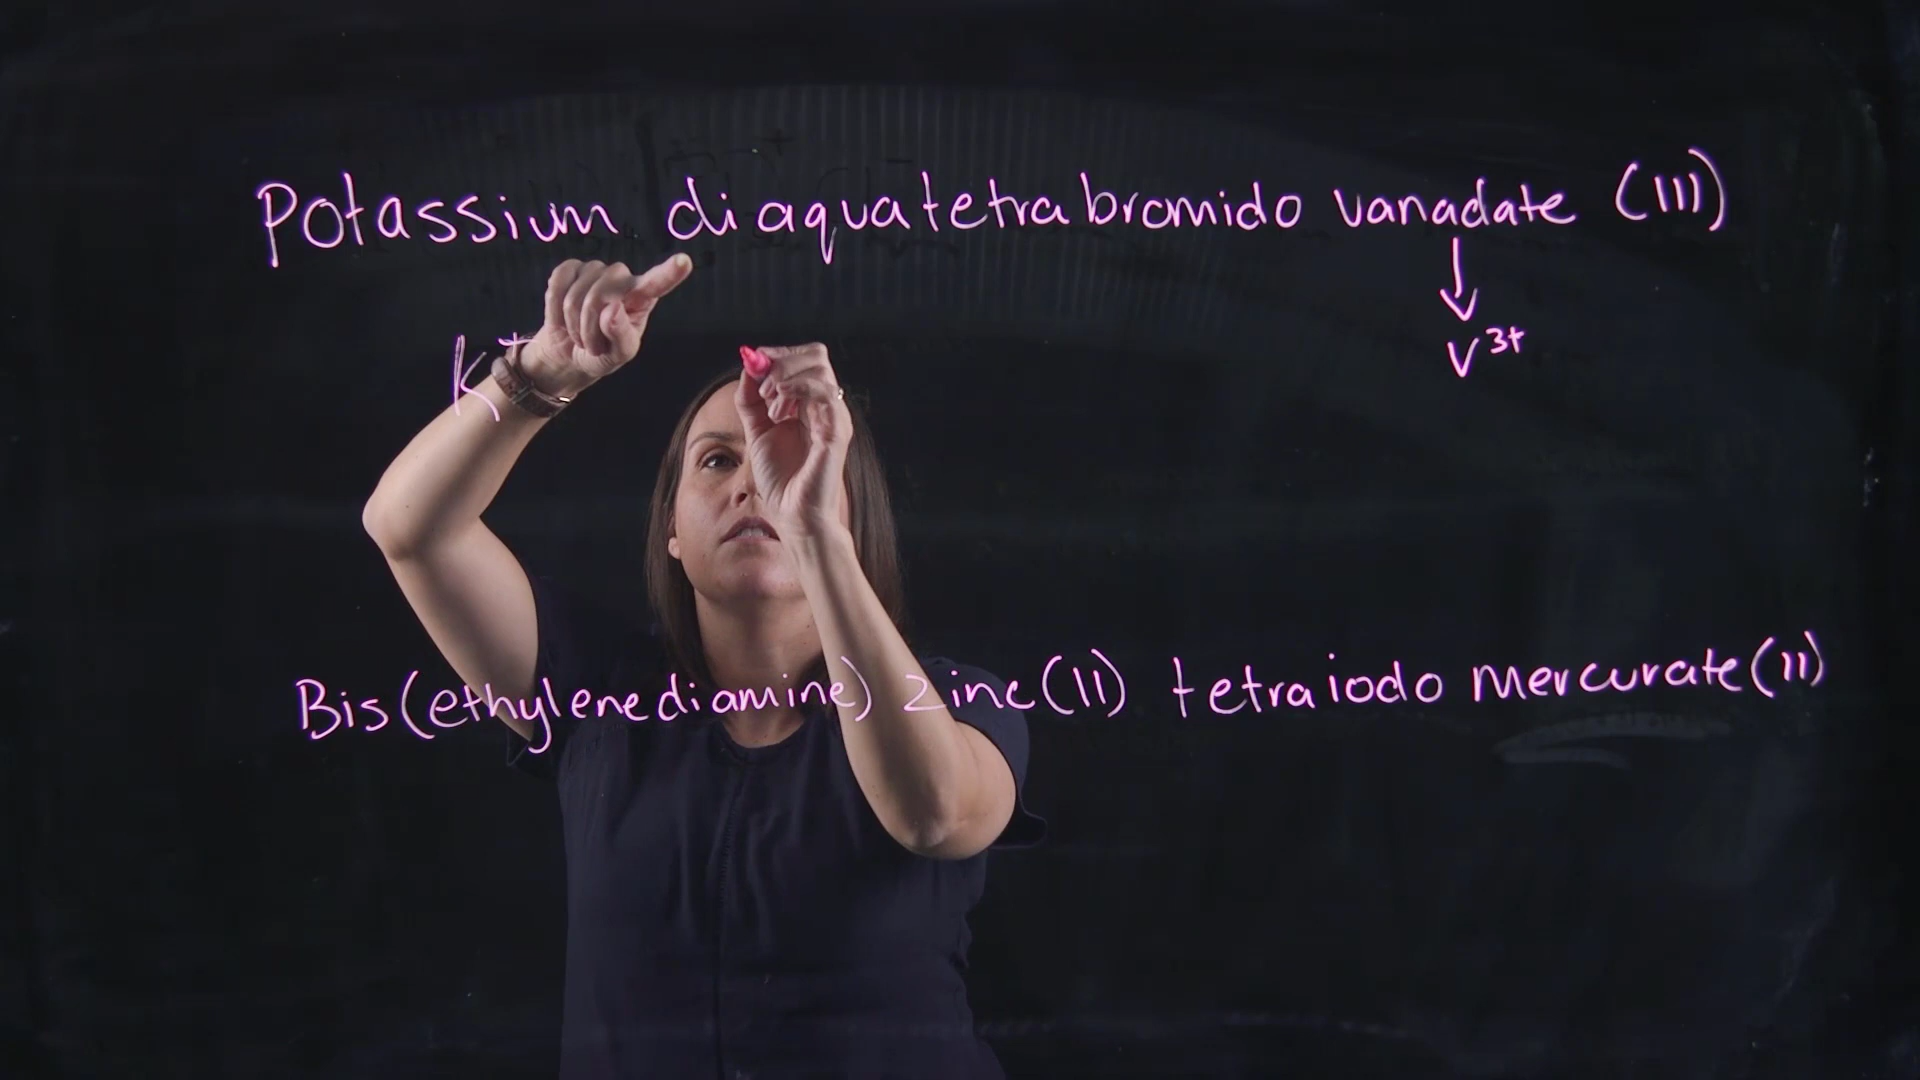 Potassium diaquatetrabromido vanadate (III)
↓
K⁺ V³⁺
Bis(ethylenediamine) zinc(II) tetraiodo mercurate(II)